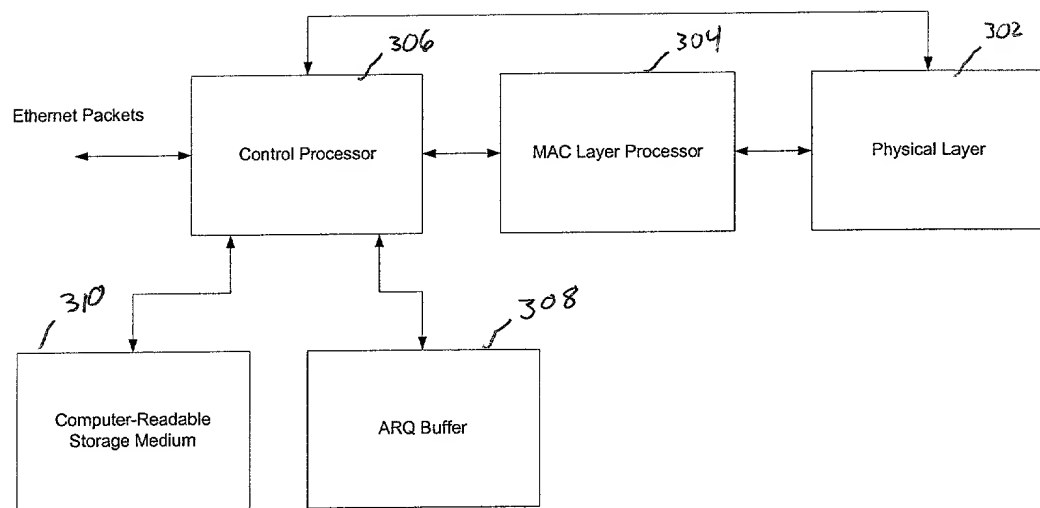 306
304
302
Ethernet Packets
Control Processor
MAC Layer Processor
Physical Layer
310
308
Computer-Readable
Storage Medium
ARQ Buffer